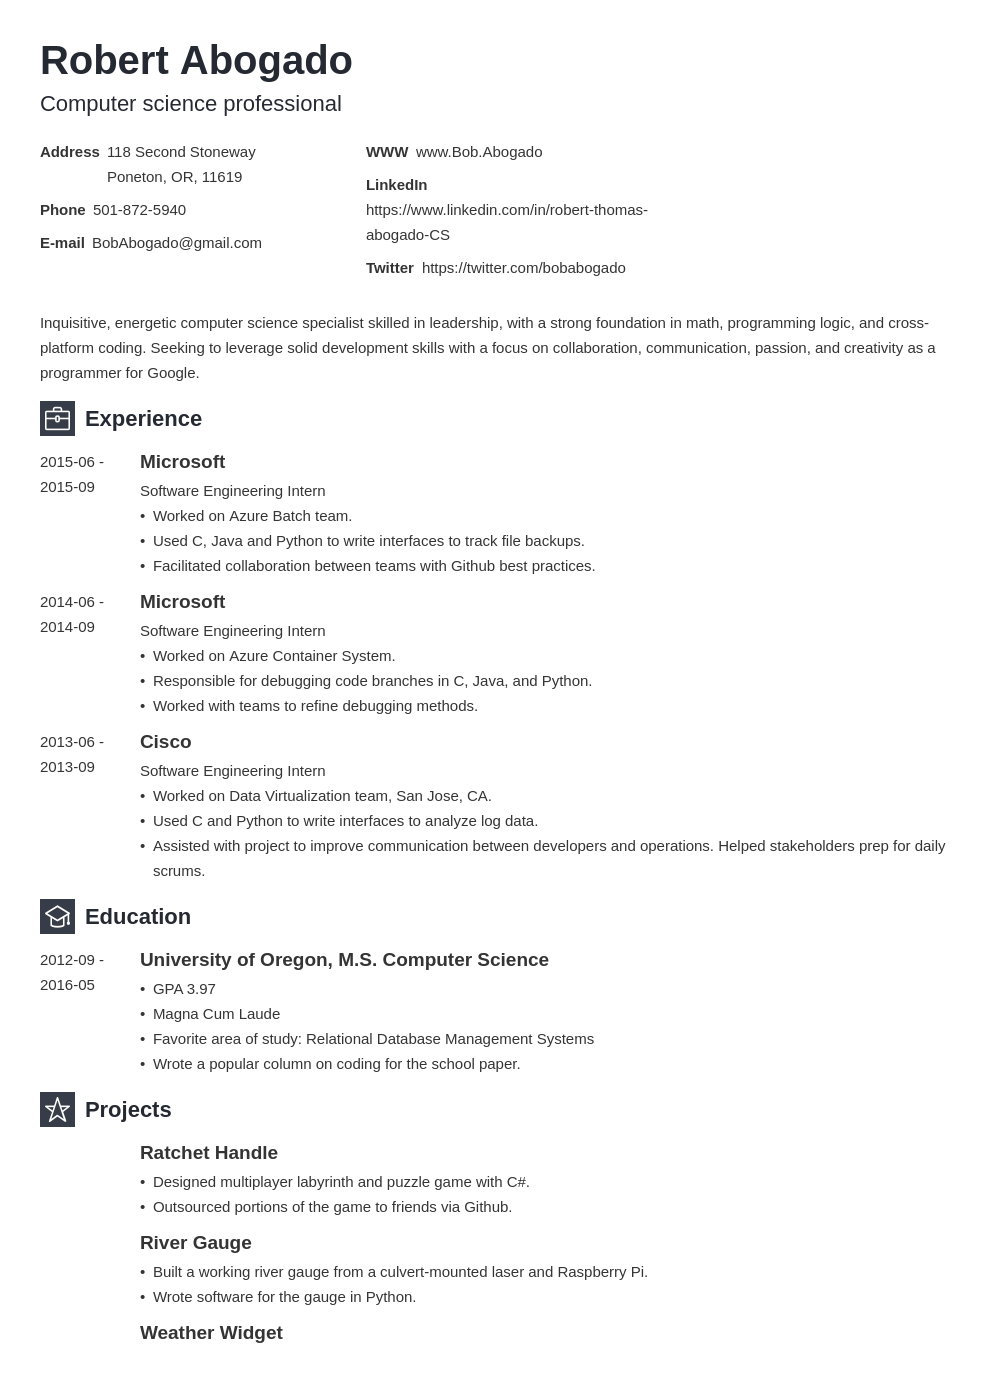 Robert Abogado
Computer science professional
Address 118 Second Stoneway
Poneton, OR, 11619
Phone 501-872-5940
E-mail BobAbogado@gmail.com
WWW www.Bob.Abogado
LinkedIn
https://www.linkedin.com/in/robert-thomas-
abogado-CS
Twitter https://twitter.com/bobabogado
Inquisitive, energetic computer science specialist skilled in leadership, with a strong foundation in math, programming logic, and cross-
platform coding. Seeking to leverage solid development skills with a focus on collaboration, communication, passion, and creativity as a
programmer for Google.
Experience
2015-06 -
2015-09
Microsoft
Software Engineering Intern
• Worked on Azure Batch team.
• Used C, Java and Python to write interfaces to track file backups.
• Facilitated collaboration between teams with Github best practices.
2014-06 -
2014-09
Microsoft
Software Engineering Intern
• Worked on Azure Container System.
• Responsible for debugging code branches in C, Java, and Python.
• Worked with teams to refine debugging methods.
2013-06 -
2013-09
Cisco
Software Engineering Intern
• Worked on Data Virtualization team, San Jose, CA.
• Used C and Python to write interfaces to analyze log data.
• Assisted with project to improve communication between developers and operations. Helped stakeholders prep for daily
scrums.
Education
2012-09 -
2016-05
University of Oregon, M.S. Computer Science
• GPA 3.97
• Magna Cum Laude
• Favorite area of study: Relational Database Management Systems
• Wrote a popular column on coding for the school paper.
Projects
Ratchet Handle
• Designed multiplayer labyrinth and puzzle game with C#.
• Outsourced portions of the game to friends via Github.
River Gauge
• Built a working river gauge from a culvert-mounted laser and Raspberry Pi.
• Wrote software for the gauge in Python.
Weather Widget